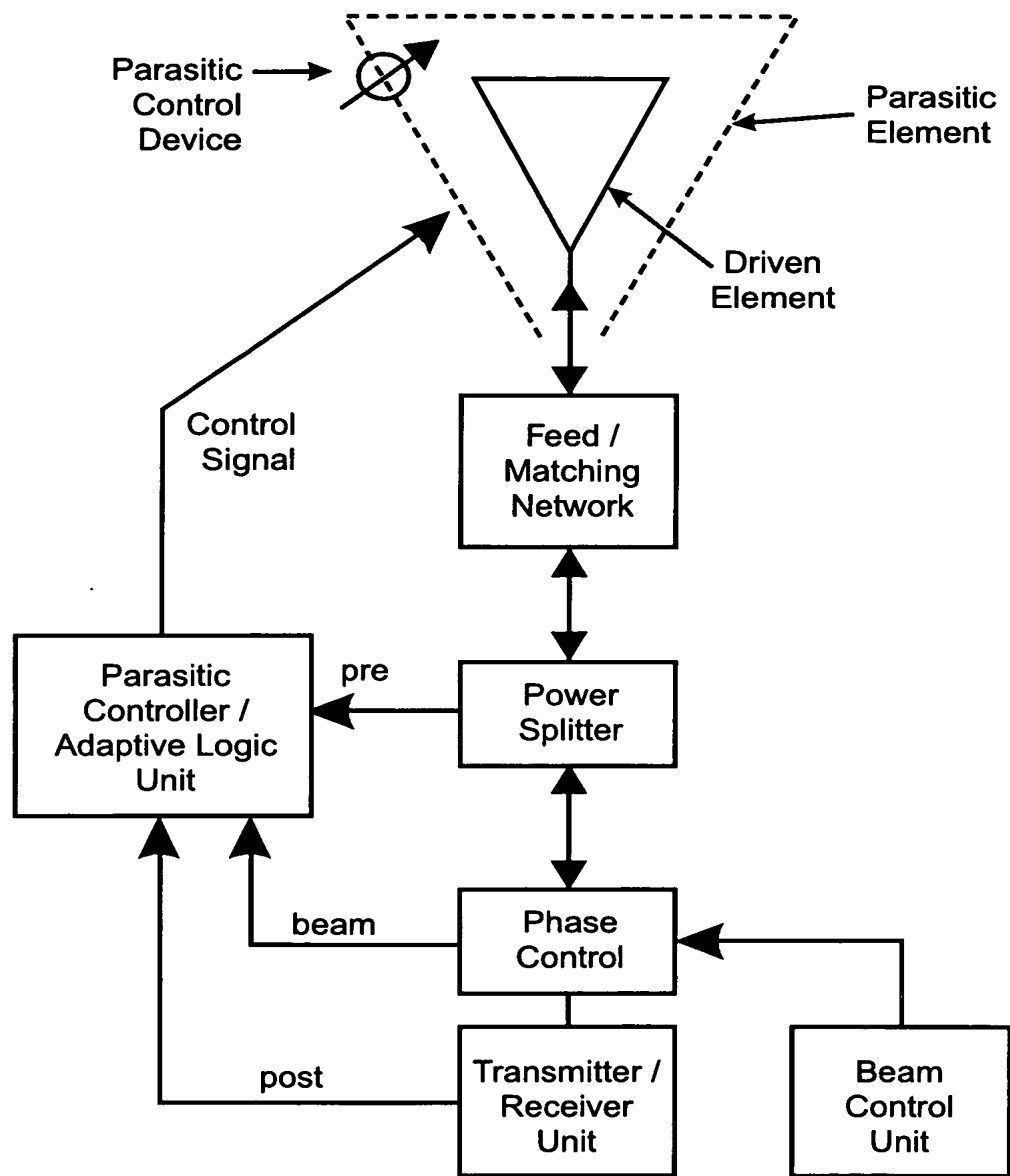 Parasitic
Control
Device
Parasitic
Element
Driven
Element
Control
Signal
Feed /
Matching
Network
Parasitic
Controller /
Adaptive Logic
Unit
pre
Power
Splitter
beam
Phase
Control
post
Transmitter /
Receiver
Unit
Beam
Control
Unit